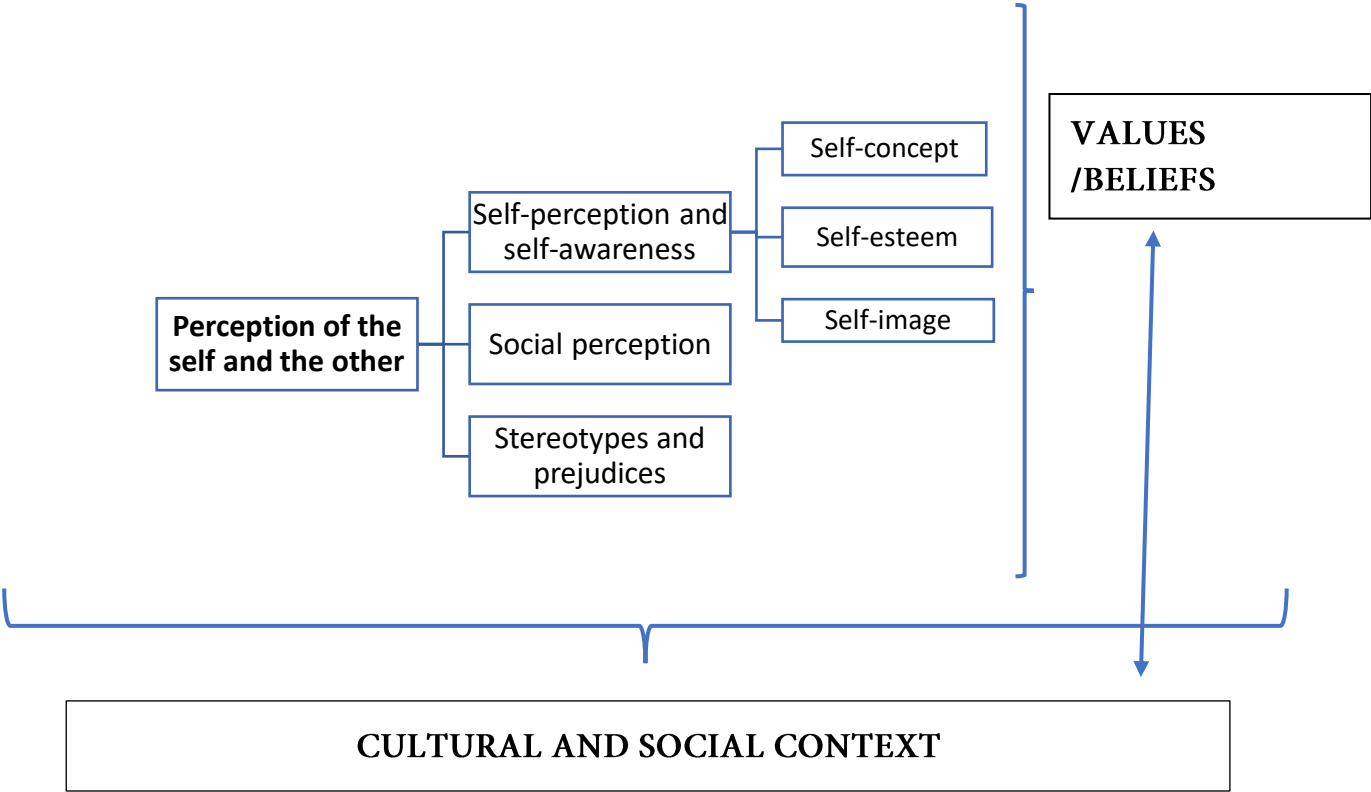 Perception of the
self and the other
Self-perception and
self-awareness
Social perception
Stereotypes and
prejudices
Self-concept
Self-esteem
Self-image
VALUES
/BELIEFS
CULTURAL AND SOCIAL CONTEXT